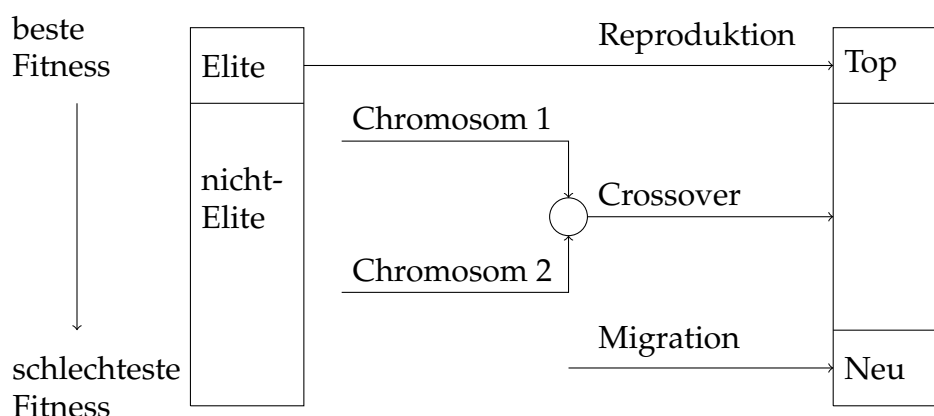 beste
Fitness
Elite
Reproduktion
Top
Chromosom 1
nicht-
Elite
Crossover
Chromosom 2
Migration
schlechteste
Fitness
Neu